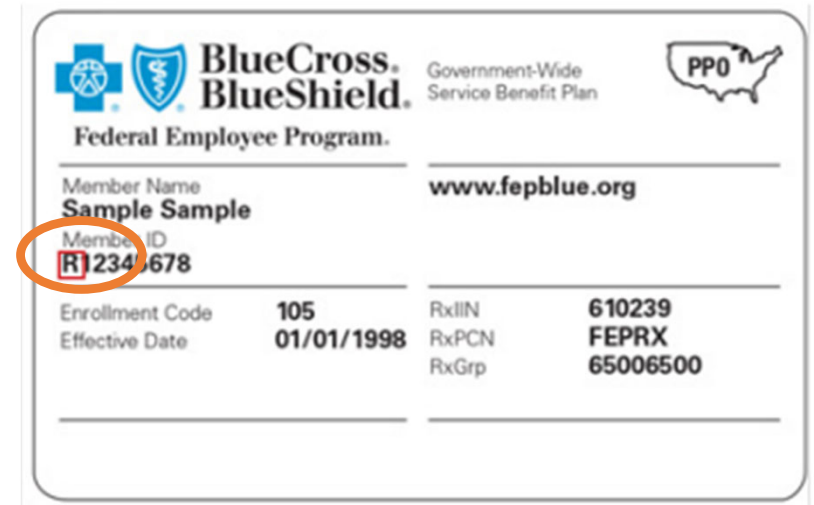 BlueCross®
BlueShield®
Federal Employee Program®
Government-Wide
Service Benefit Plan
PPO
Member Name
Sample Sample
Member ID
R12345678
www.fepblue.org
Enrollment Code 105
Effective Date 01/01/1998
RxIIN 610239
RxPCN FEPRX
RxGrp 65006500